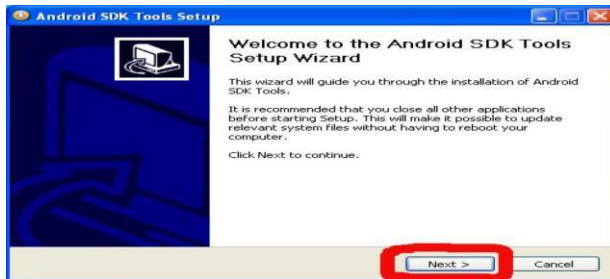 Android SDK Tools Setup
Welcome to the Android SDK Tools
Setup Wizard
This wizard will guide you through the installation of Android
SDK Tools.
It is recommended that you close all other applications
before starting Setup. This will make it possible to update
relevant system files without having to reboot your
computer.
Click Next to continue.
Next >
Cancel